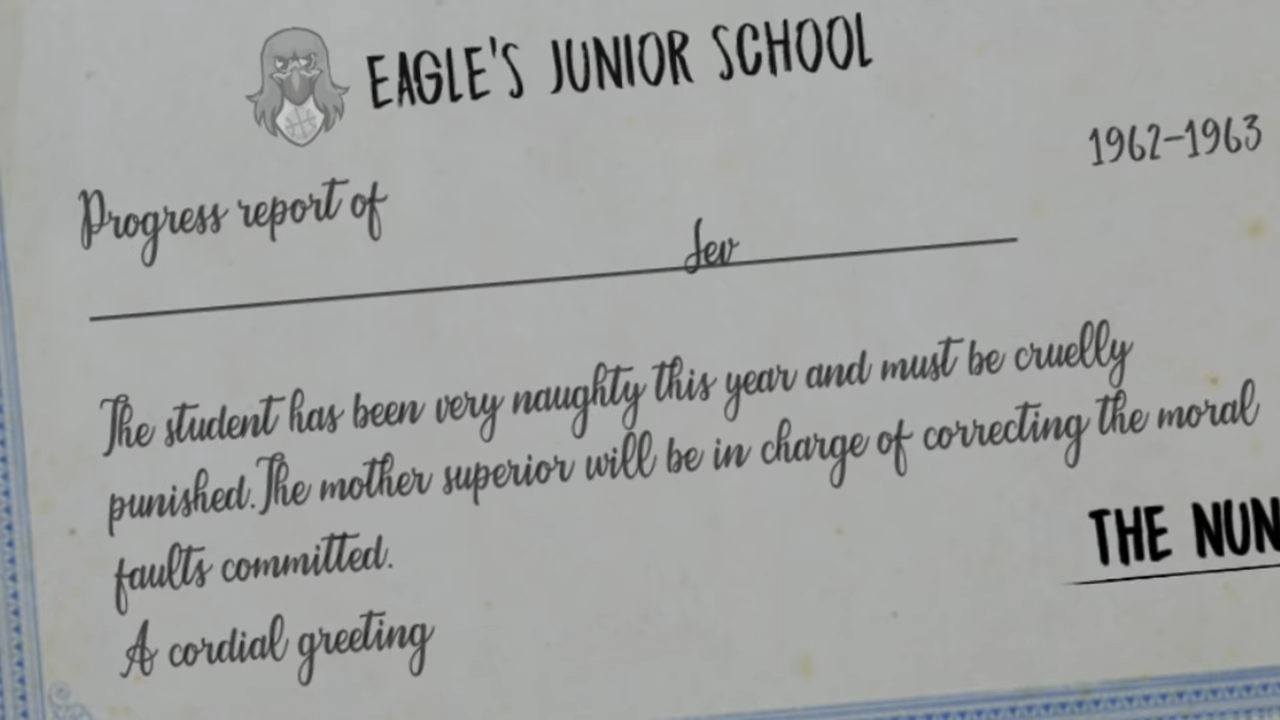 EAGLE'S JUNIOR SCHOOL
1962-1963
Progress report of
Jev
The student has been very naughty this year and must be cruelly
punished. The mother superior will be in charge of correcting the moral
faults committed.
THE NUN
A cordial greeting